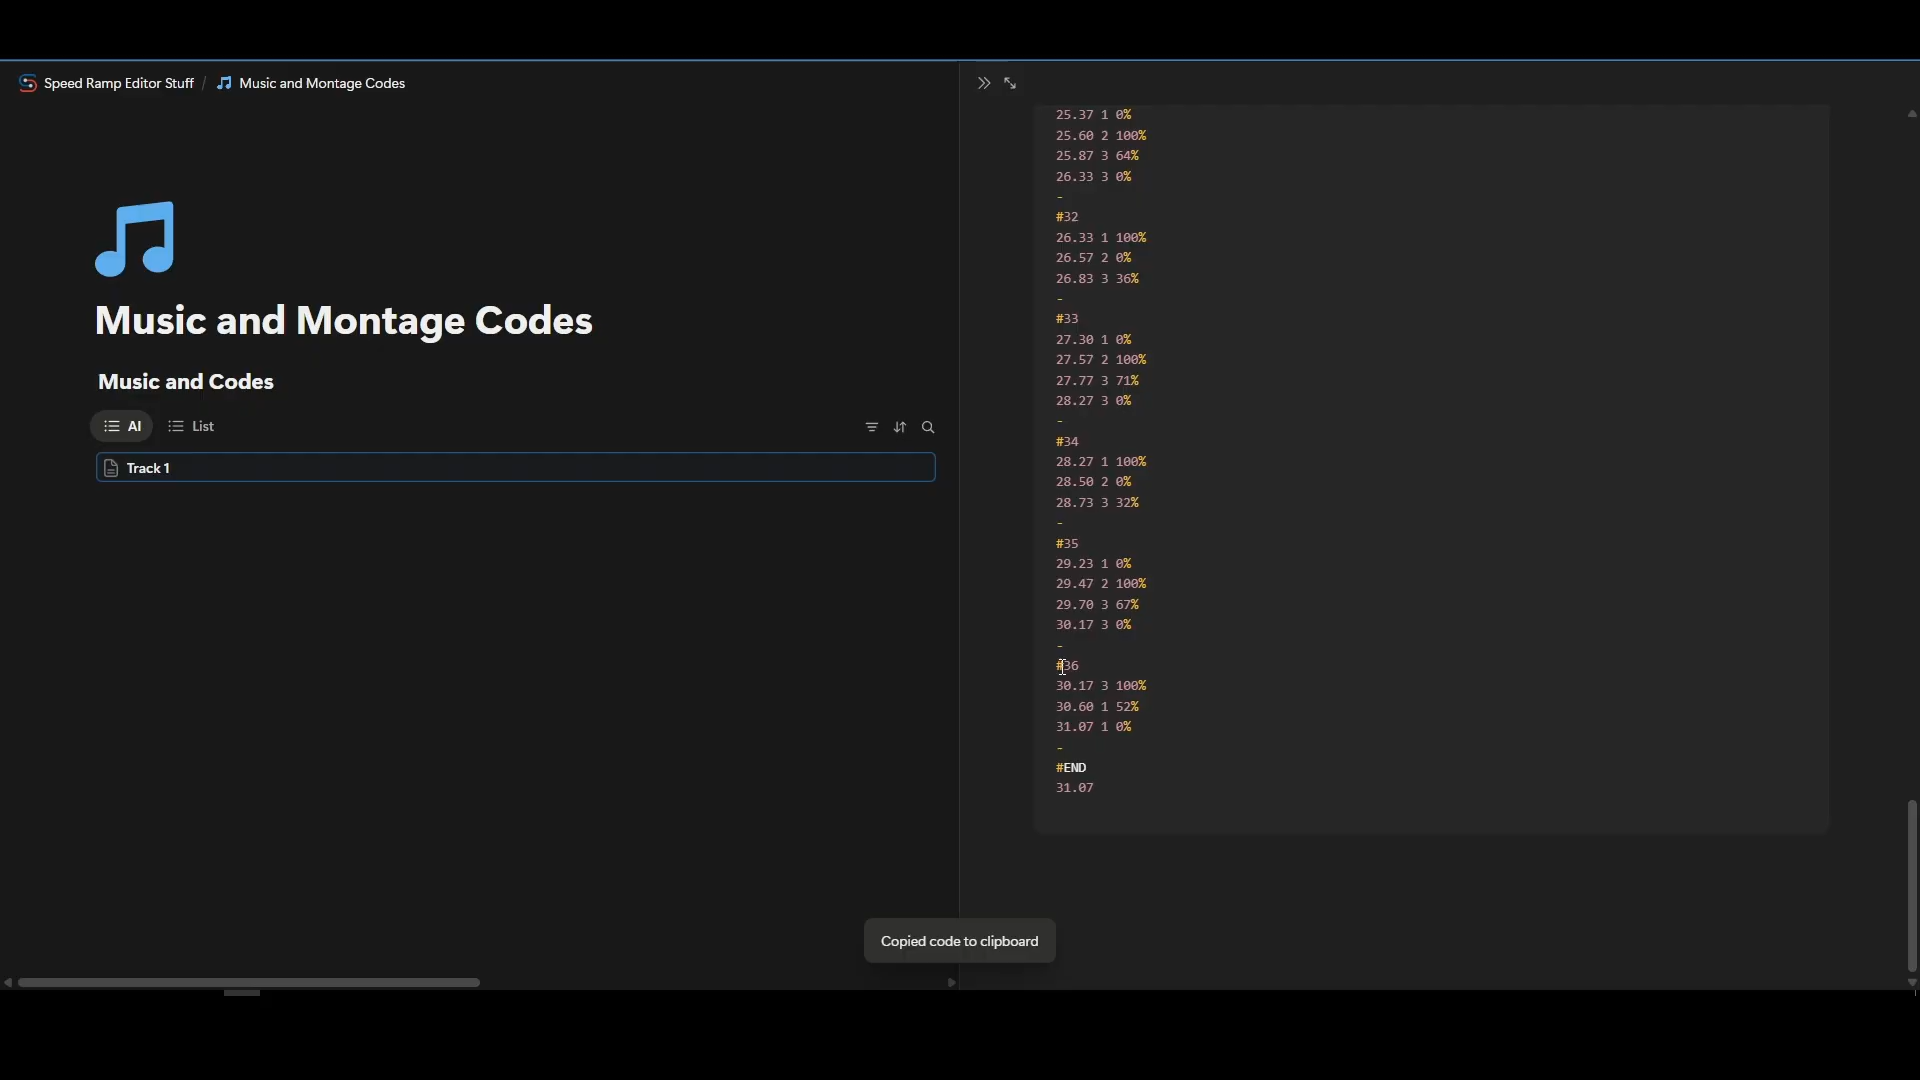 Speed Ramp Editor Stuff / Music and Montage Codes
Music and Montage Codes
Music and Codes
AI
List
Track 1
25.37 1 0%
25.60 2 100%
25.87 3 64%
26.33 3 0%
-
#32
26.33 1 100%
26.57 2 0%
26.83 3 36%
-
#33
27.30 1 0%
27.57 2 100%
27.77 3 71%
28.27 3 0%
-
#34
28.27 1 100%
28.50 2 0%
28.73 3 32%
-
#35
29.23 1 0%
29.47 2 100%
29.70 3 67%
30.17 3 0%
-
#36
30.17 3 100%
30.60 1 52%
31.07 1 0%
-
#END
31.07
Copied code to clipboard